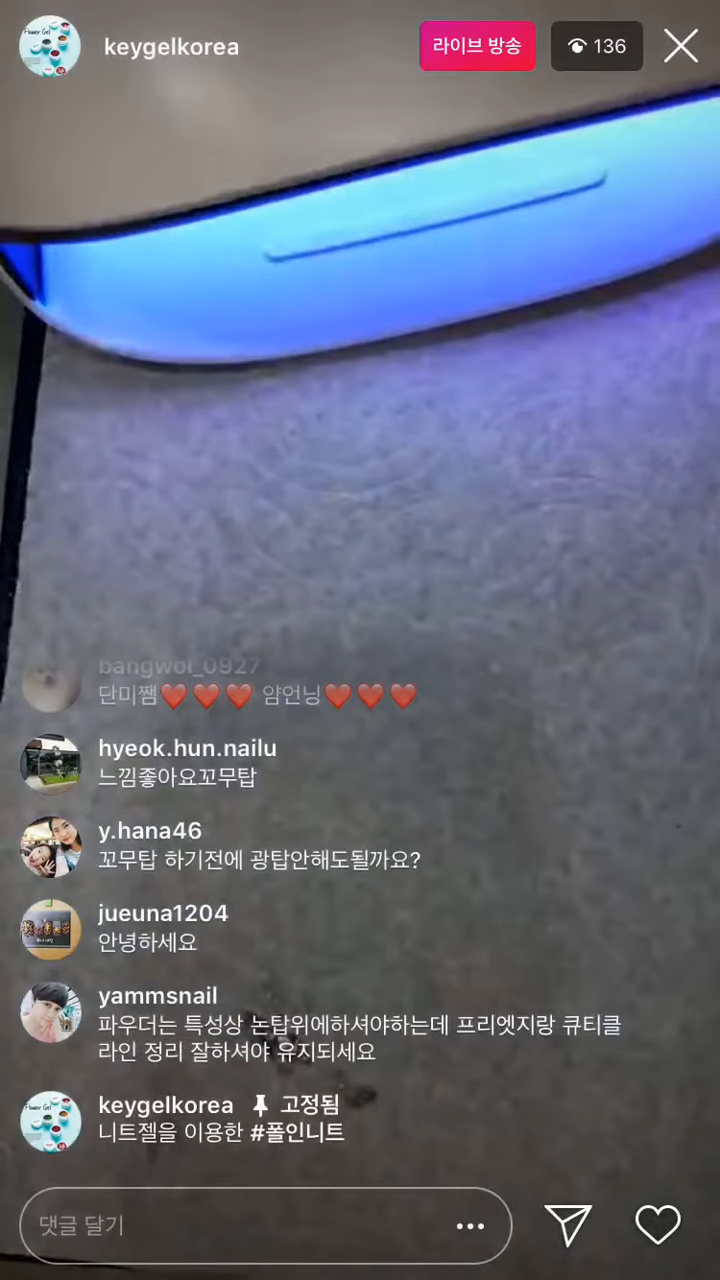 keygelkorea
라이브 방송
136
bangwol_0927
단미쨈❤️❤️❤️ 얌언닝❤️❤️❤️
hyeok.hun.nailu
느낌좋아요꼬무탑
y.hana46
꼬무탑 하기전에 광탑안해도될까요?
jueuna1204
안녕하세요
yammsnail
파우더는 특성상 논탑위에하셔야하는데 프리엣지랑 큐티클
라인 정리 잘하셔야 유지되세요
keygelkorea 고정됨
니트젤을 이용한 #폴인니트
댓글 달기